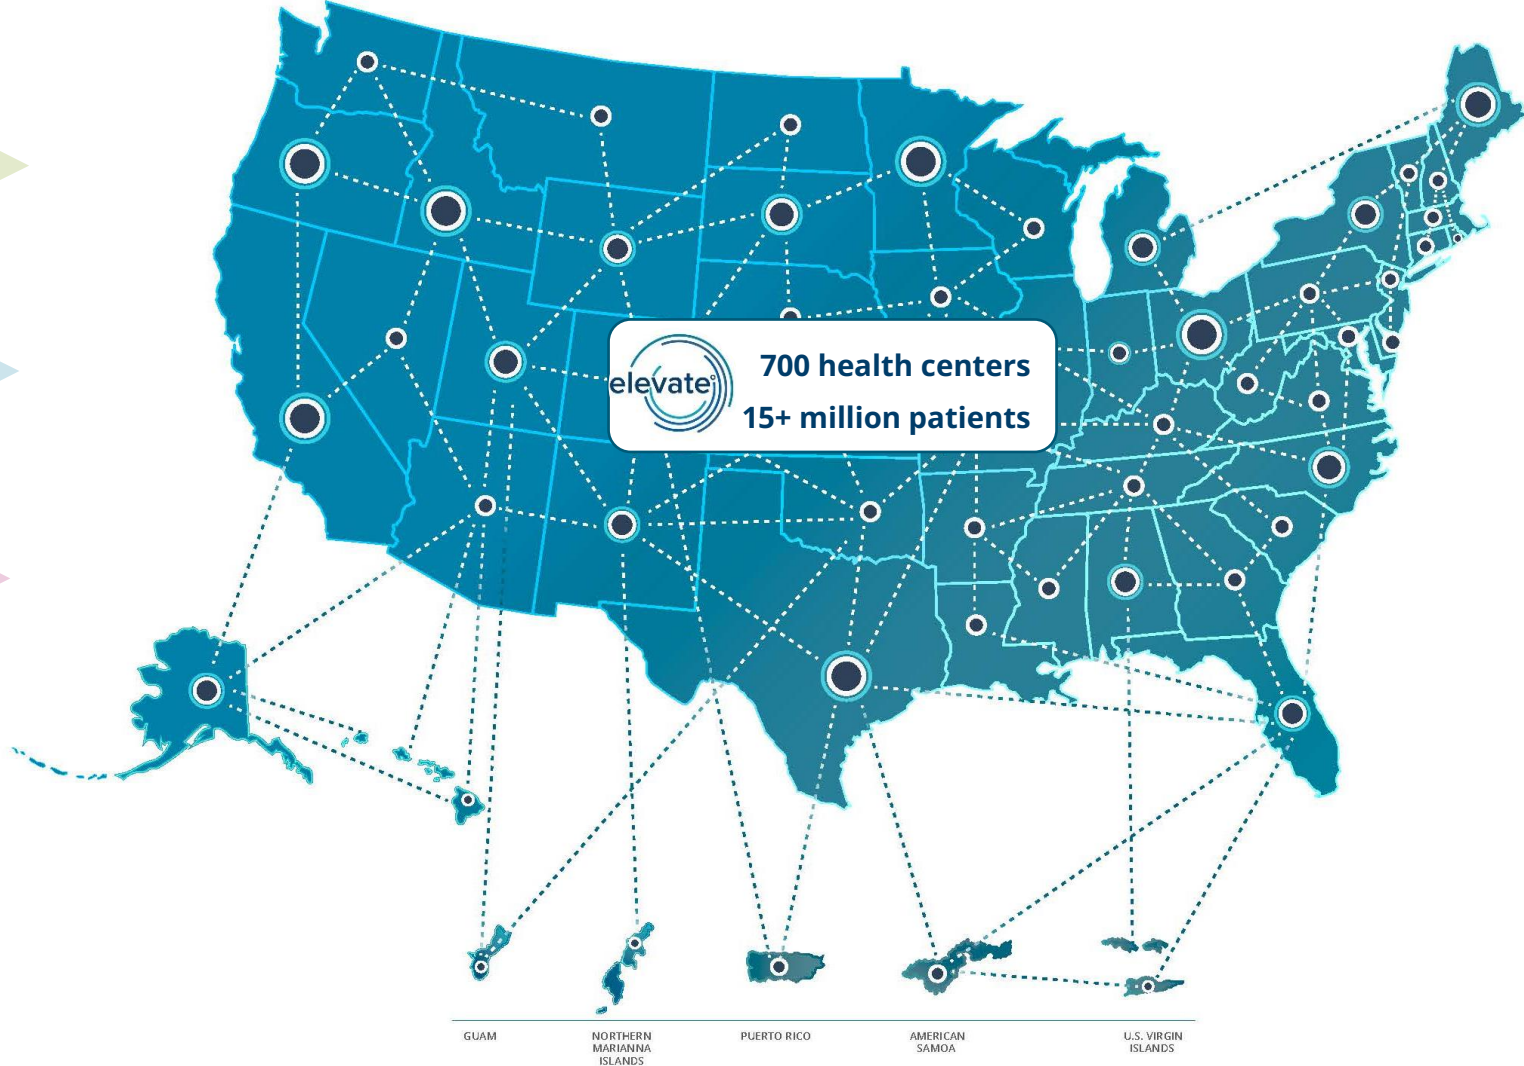 elevate
700 health centers
15+ million patients
GUAM
NORTHERN
MARIANNA
ISLANDS
PUERTO RICO
AMERICAN
SAMOA
U.S. VIRGIN
ISLANDS